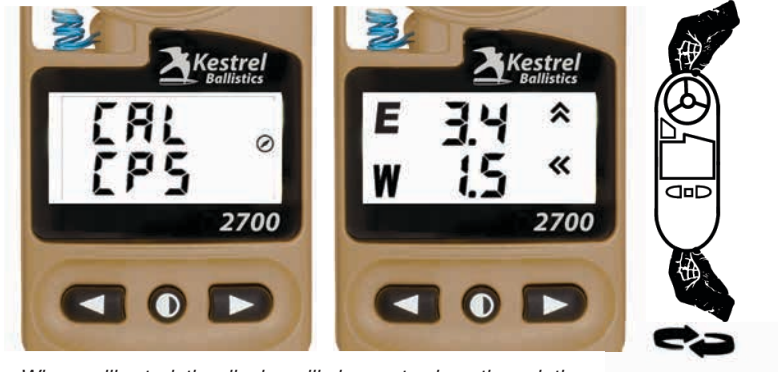 Kestrel
Ballistics
CAL
CPS
2700
Kestrel
Ballistics
E 3.4
W 1.5
2700